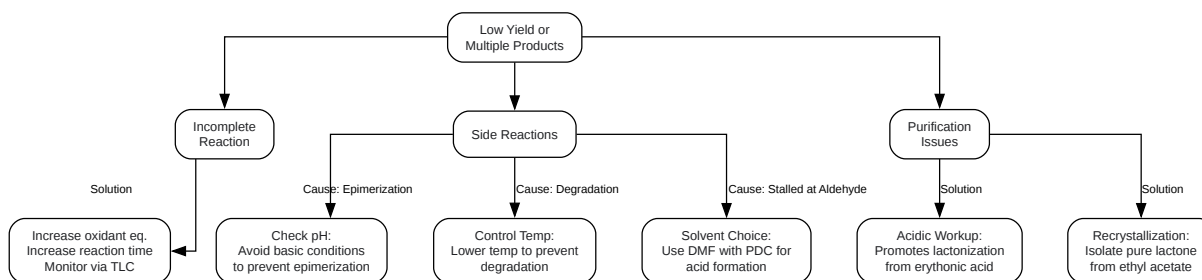 Low Yield or
Multiple Products
Incomplete
Reaction
Side Reactions
Purification
Issues
Solution
Cause: Epimerization
Cause: Degradation
Cause: Stalled at Aldehyde
Solution
Solution
Increase oxidant eq.
Increase reaction time
Monitor via TLC
Check pH:
Avoid basic conditions
to prevent epimerization
Control Temp:
Lower temp to prevent
degradation
Solvent Choice:
Use DMF with PDC for
acid formation
Acidic Workup:
Promotes lactonization
from erythonic acid
Recrystallization:
Isolate pure lactone
from ethyl acetate